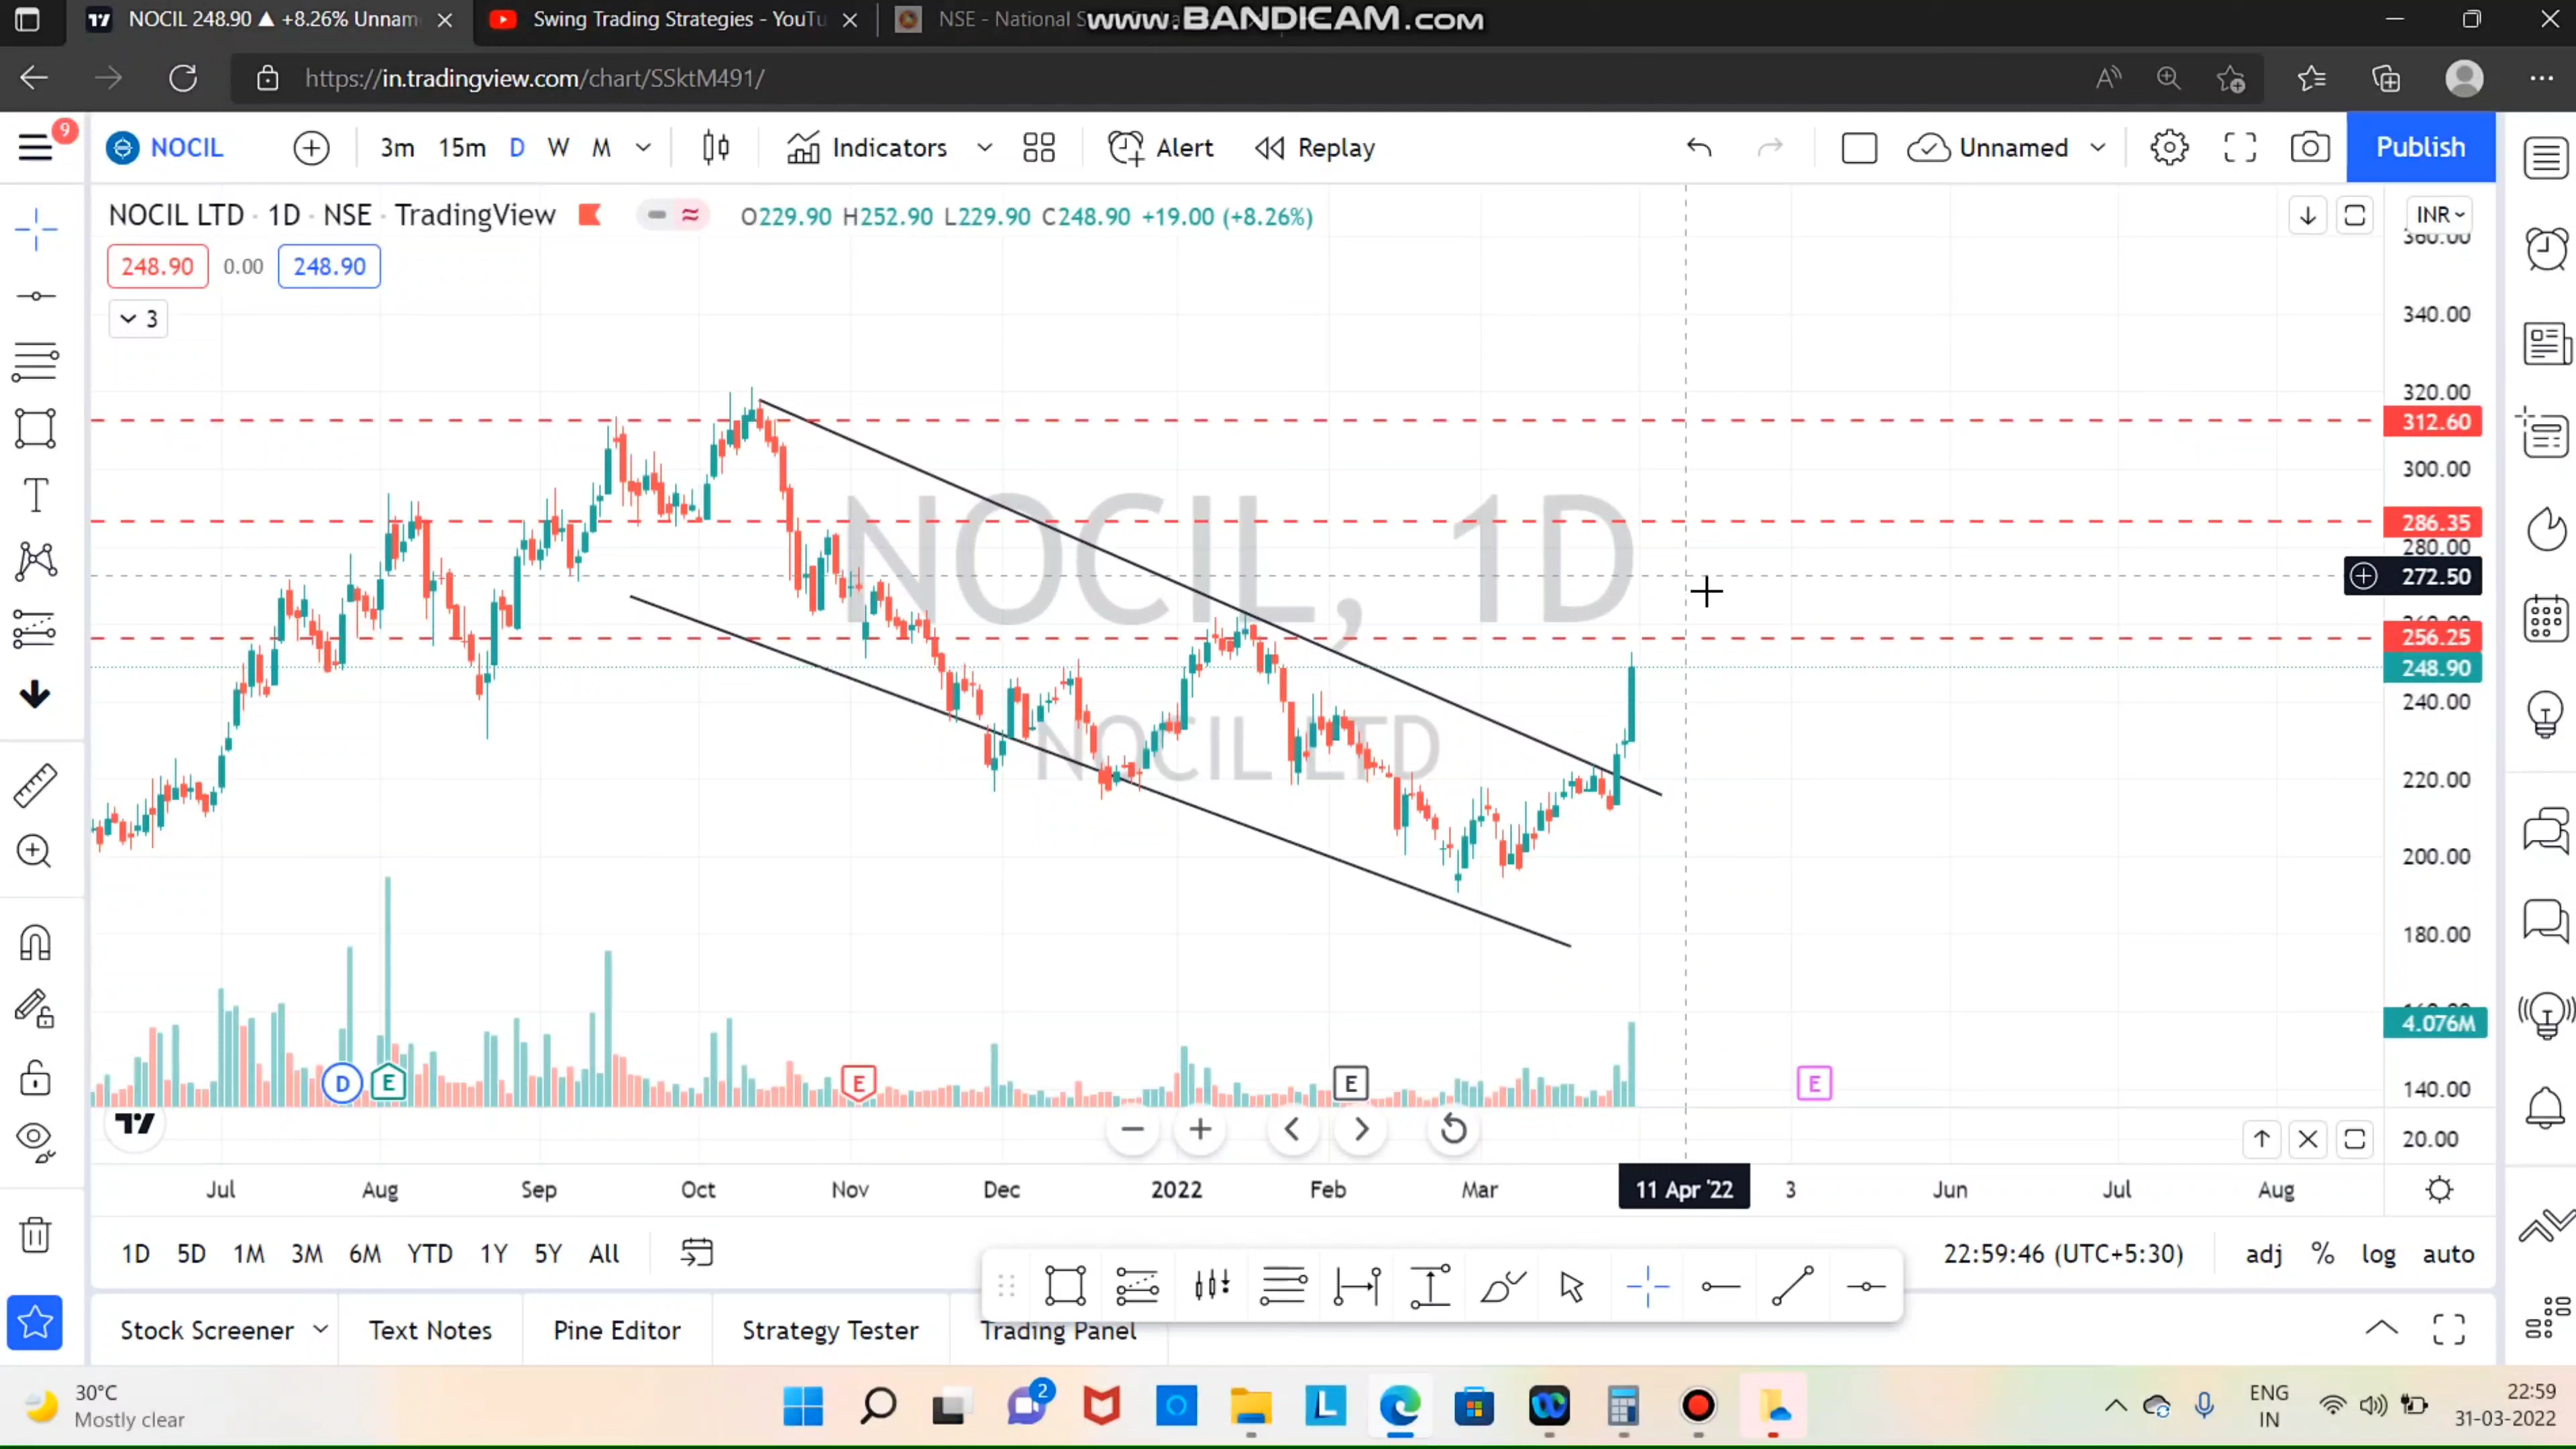 NOCIL 248.90 ▲ +8.26% Unnam
Swing Trading Strategies - YouTu
NSE - National S
www.BANDICAM.com
https://in.tradingview.com/chart/SSktM491/
9
NOCIL
3m 15m D W M
Indicators
Alert
Replay
Unnamed
Publish
NOCIL LTD · 1D · NSE · TradingView
O229.90 H252.90 L229.90 C248.90 +19.00 (+8.26%)
INR
248.90 0.00 248.90
3
360.00
340.00
320.00
312.60
300.00
286.35
280.00
272.50
256.25
248.90
240.00
220.00
200.00
180.00
4.076M
140.00
20.00
NOCIL, 1D
NOCIL LTD
D E E E E
Jul Aug Sep Oct Nov Dec 2022 Feb Mar 11 Apr '22 3 Jun Jul Aug
1D 5D 1M 3M 6M YTD 1Y 5Y All
22:59:46 (UTC+5:30) adj % log auto
Stock Screener Text Notes Pine Editor Strategy Tester Trading Panel
30°C
Mostly clear
2
ENG
IN
22:59
31-03-2022